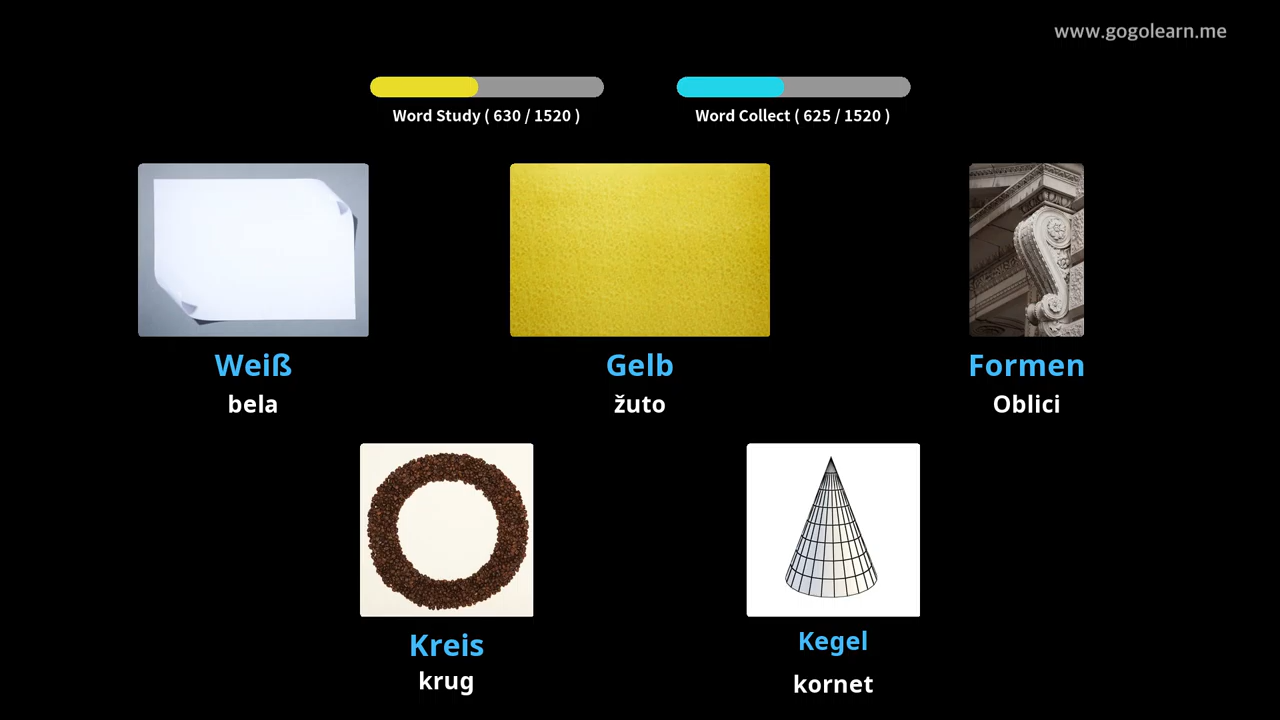 www.gogolearn.me
Word Study ( 630 / 1520 )
Word Collect ( 625 / 1520 )
Weiß
bela
Gelb
žuto
Formen
Oblici
Kreis
krug
Kegel
kornet